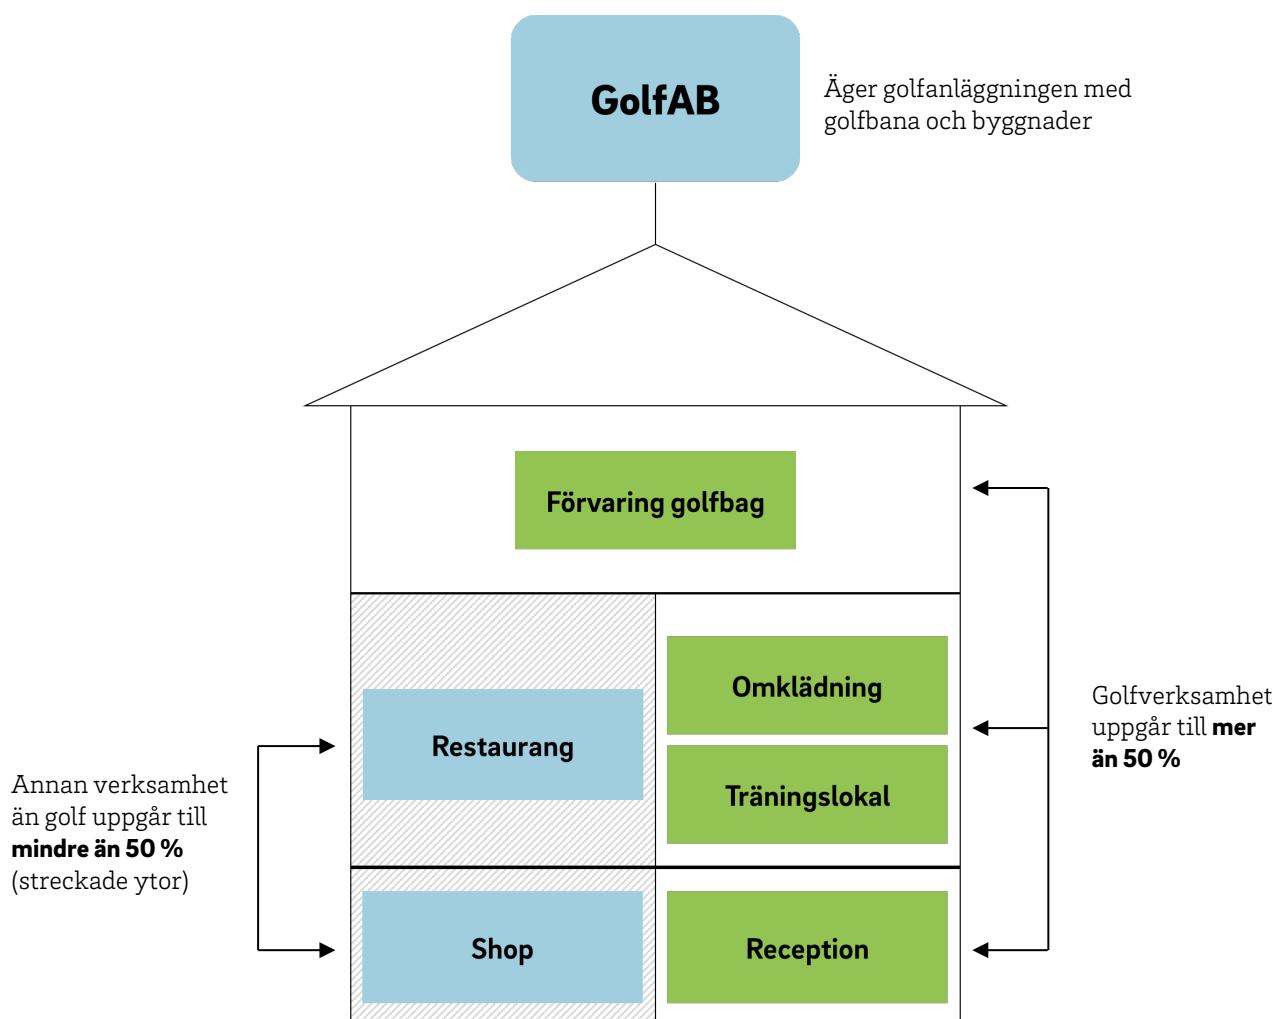 GolfAB
Äger golfanläggningen med
golfbana och byggnader
Förvaring golfbag
Restaurang
Omklädning
Träningslokal
Shop
Reception
Annan verksamhet
än golf uppgår till
mindre än 50 %
(streckade ytor)
Golfverksamhet
uppgår till mer
än 50 %